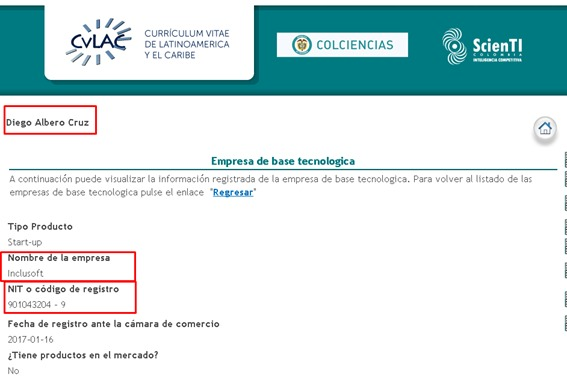 CvLAC
CURRÍCULUM VITAE
DE LATINOAMERICA
Y EL CARIBE
COLCIENCIAS
ScienTI
COLOMBIA
INTELIGENCIA COMPETITIVA
Diego Albero Cruz
Empresa de base tecnologica
A continuación puede visualizar la información registrada de la empresa de base tecnologica. Para volver al listado de las
empresas de base tecnologica pulse el enlace "Regresar"
Tipo Producto
Start-up
Nombre de la empresa
Inclusoft
NIT o código de registro
901043204 - 9
Fecha de registro ante la cámara de comercio
2017-01-16
¿Tiene productos en el mercado?
No